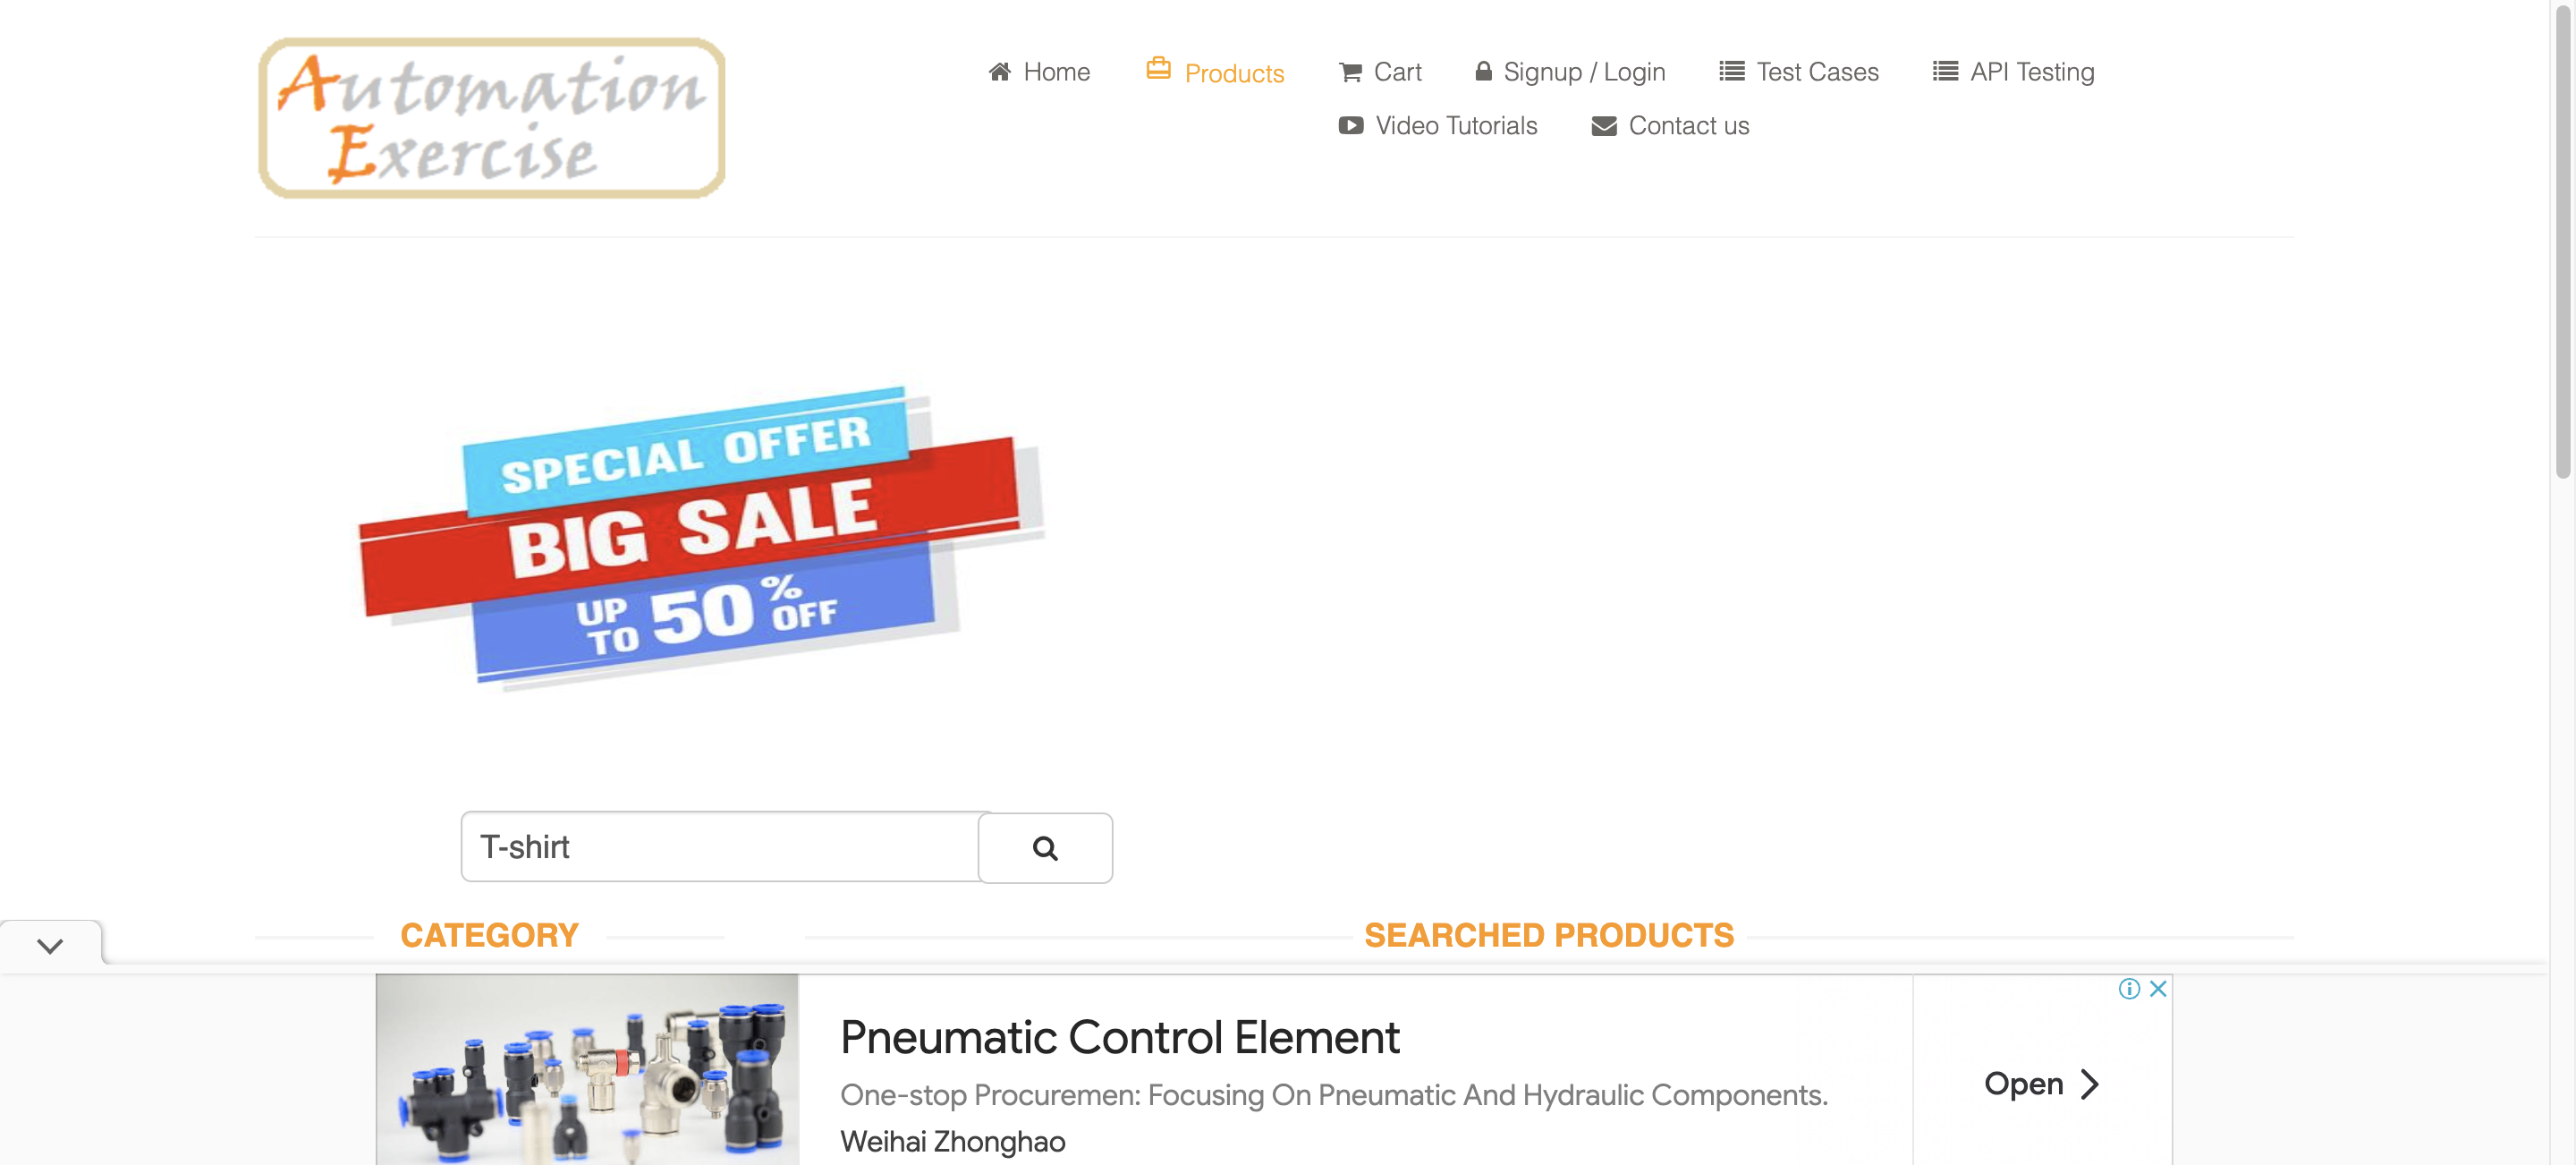 Automation
Exercise
Home
Products
Cart
Signup / Login
Test Cases
API Testing
Video Tutorials
Contact us
SPECIAL OFFER
BIG SALE
UP TO 50% OFF
T-shirt
CATEGORY
SEARCHED PRODUCTS
Pneumatic Control Element
One-stop Procuremen: Focusing On Pneumatic And Hydraulic Components.
Weihai Zhonghao
Open